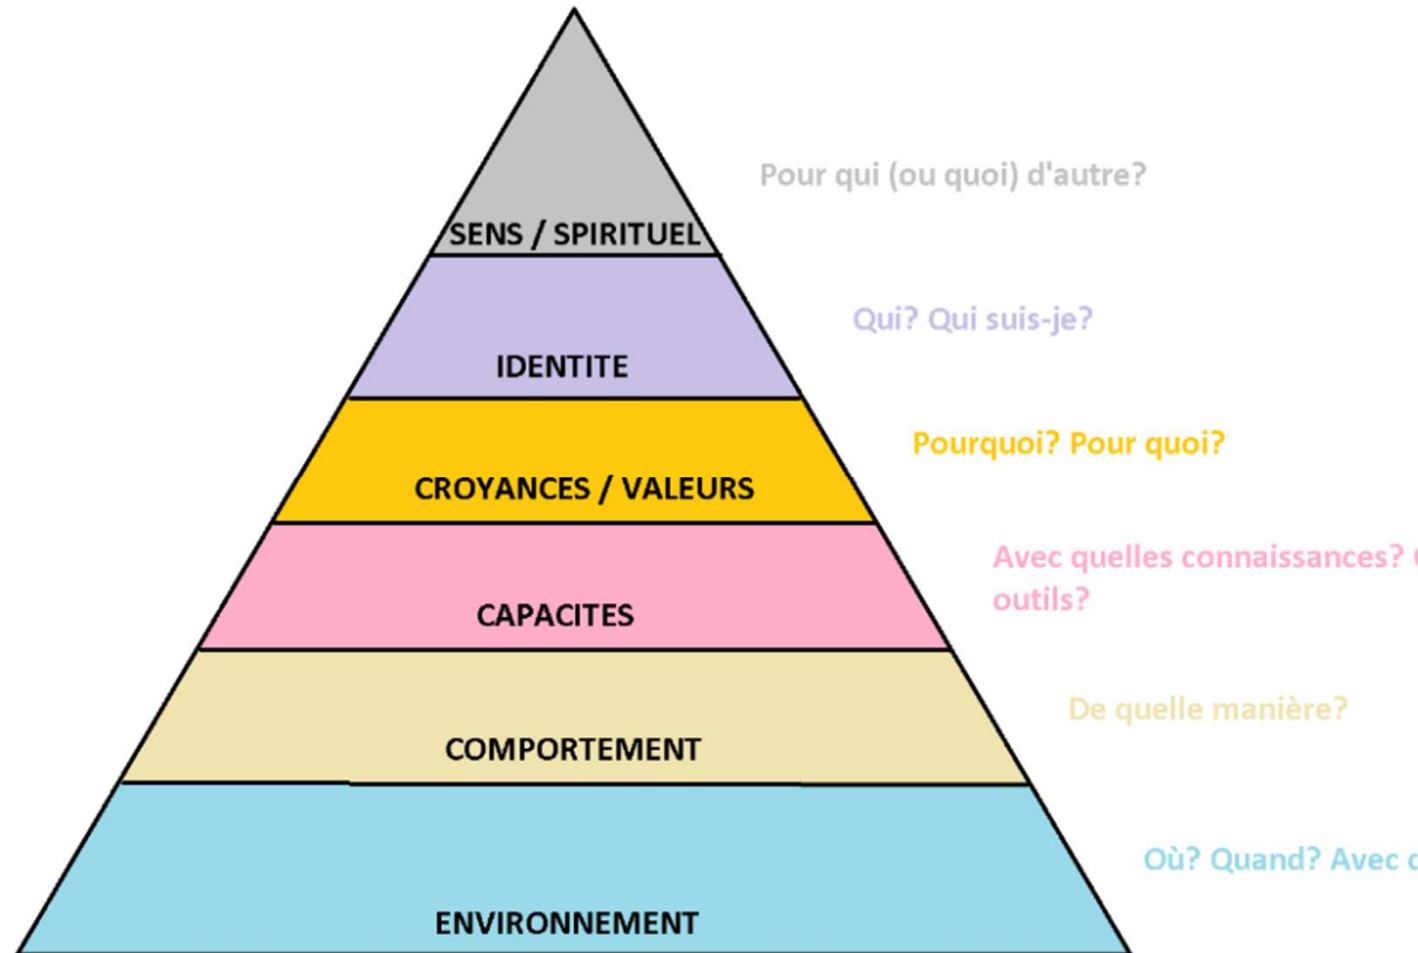 Pour qui (ou quoi) d'autre?
SENS / SPIRITUEL
Qui? Qui suis-je?
IDENTITE
Pourquoi? Pour quoi?
CROYANCES / VALEURS
Avec quelles connaissances?
outils?
CAPACITES
De quelle manière?
COMPORTEMENT
Où? Quand? Avec
ENVIRONNEMENT